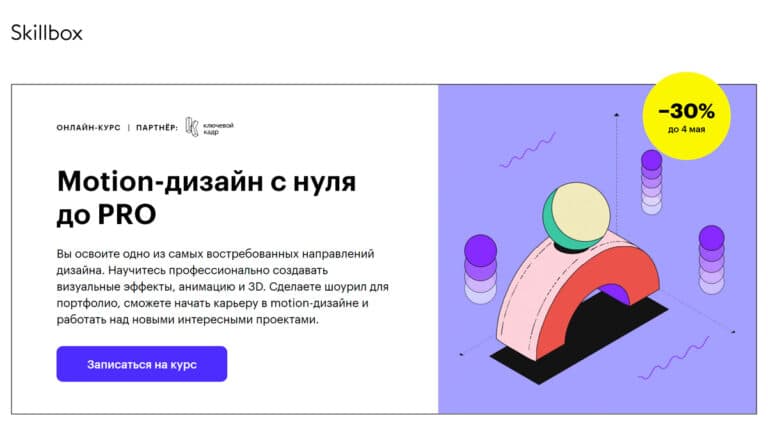 Skillbox
−30%
до 4 мая
ОНЛАЙН-КУРС | ПАРТНЁР: ключевой
кадр
Motion-дизайн с нуля
до PRO
Вы освоите одно из самых востребованных направлений
дизайна. Научитесь профессионально создавать
визуальные эффекты, анимацию и 3D. Сделаете шоурил для
портфолио, сможете начать карьеру в motion-дизайне и
работать над новыми интересными проектами.
Записаться на курс